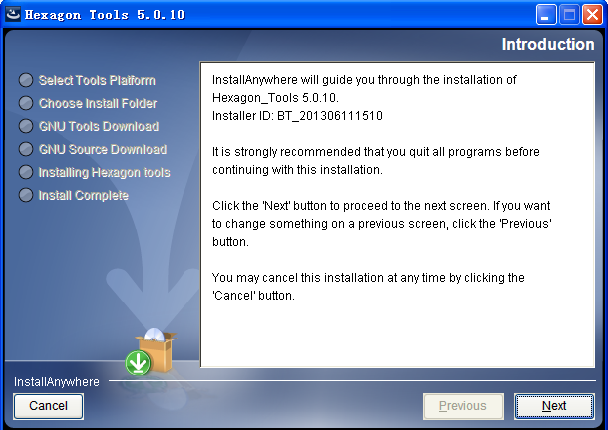 Hexagon Tools 5.0.10
Introduction
Select Tools Platform
Choose Install Folder
GNU Tools Download
GNU Source Download
Installing Hexagon tools
Install Complete
InstallAnywhere will guide you through the installation of
Hexagon_Tools 5.0.10.
Installer ID: BT_201306111510
It is strongly recommended that you quit all programs before
continuing with this installation.
Click the 'Next' button to proceed to the next screen. If you want
to change something on a previous screen, click the 'Previous'
button.
You may cancel this installation at any time by clicking the
'Cancel' button.
InstallAnywhere
Cancel
Previous
Next